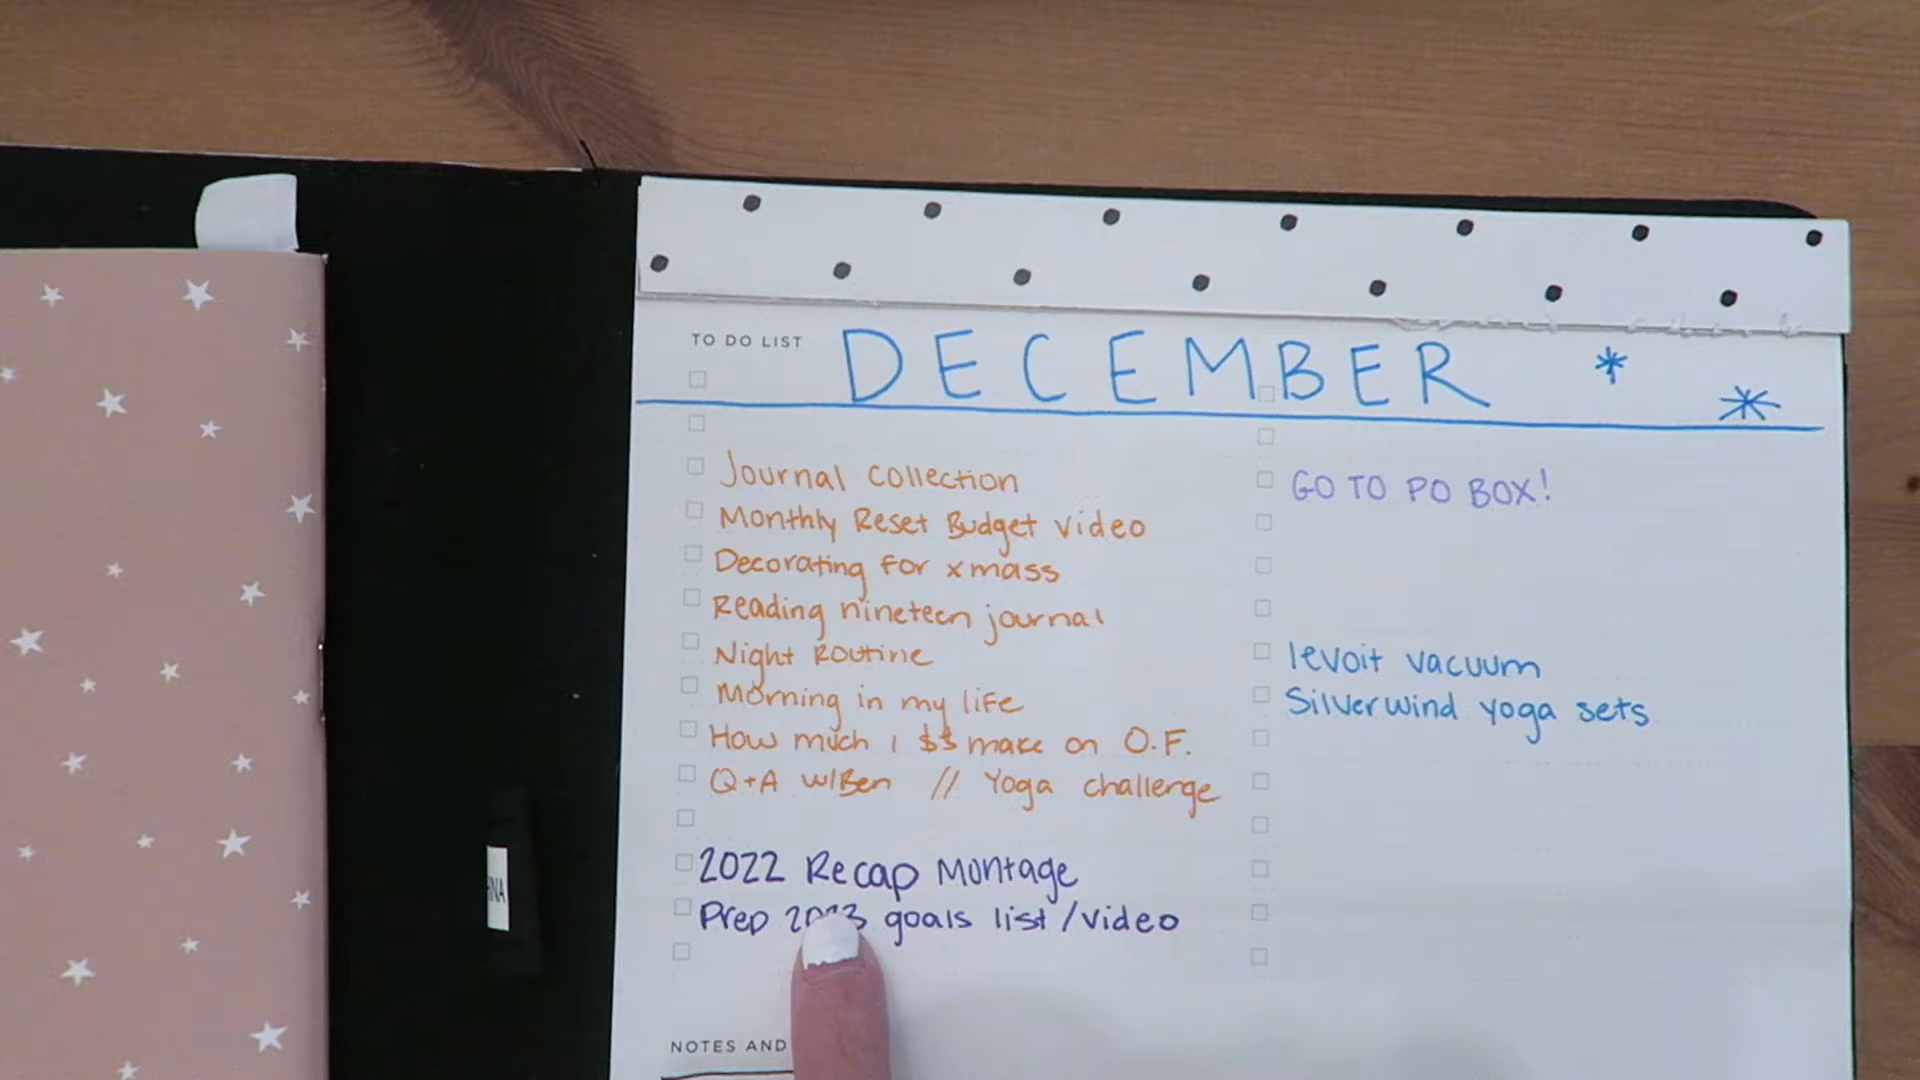 TO DO LIST
DECEMBER
Journal collection
Monthly Reset Budget video
Decorating for xmass
Reading nineteen journal
Night Routine
Morning in my life
How much I $$ make on O.F.
Q+A w/Ben // Yoga challenge
2022 Recap Montage
Prep 2023 goals list/video
GO TO PO BOX!
levoit vacuum
Silverwind yoga sets
NOTES AND
INA